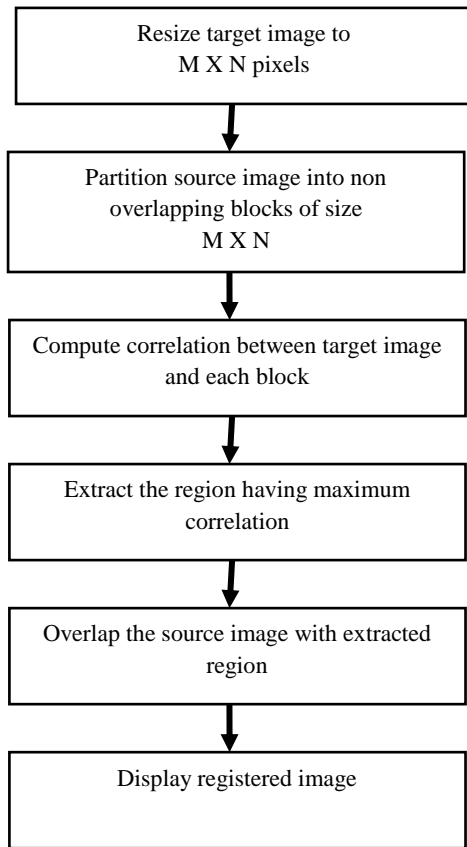 Resize target image to
M X N pixels
Partition source image into non
overlapping blocks of size
M X N
Compute correlation between target image
and each block
Extract the region having maximum
correlation
Overlap the source image with extracted
region
Display registered image